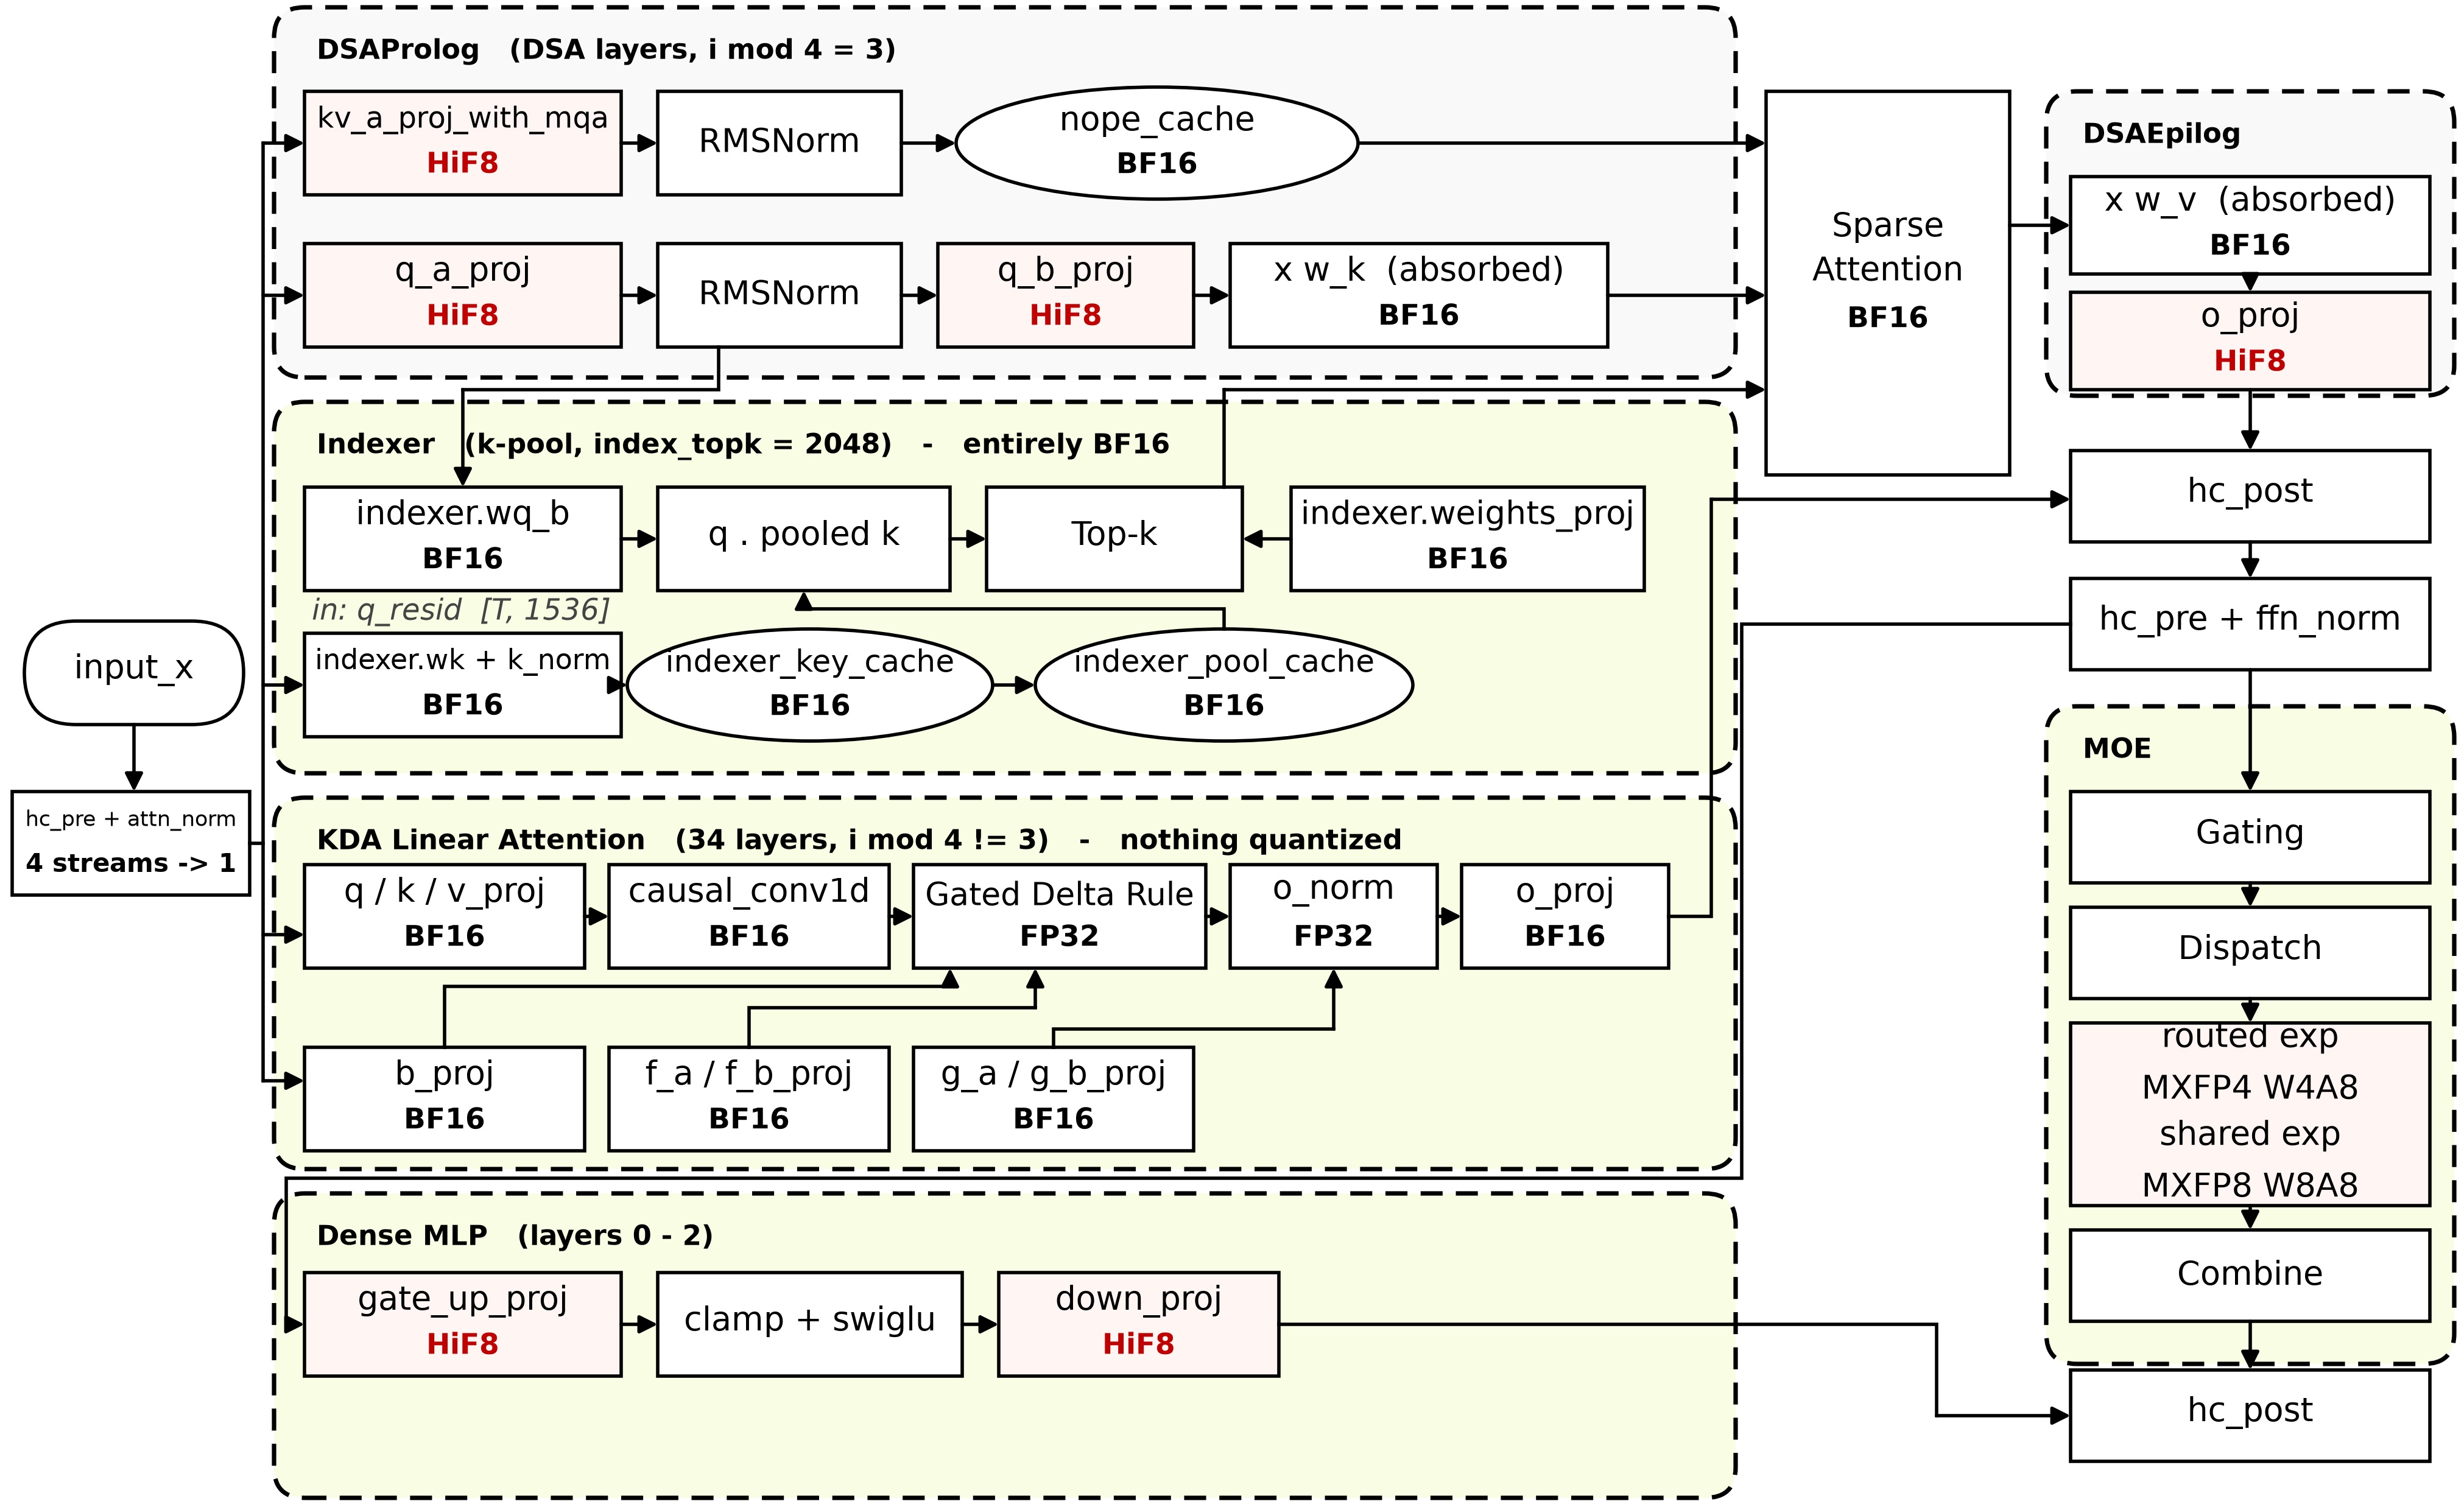 DSAProlog (DSA layers, i mod 4 = 3)
kv_a_proj_with_mqa
HiF8
RMSNorm
nope_cache
BF16
q_a_proj
HiF8
RMSNorm
q_b_proj
HiF8
x w_k (absorbed)
BF16
Sparse
Attention
BF16
DSAEpilog
x w_v (absorbed)
BF16
o_proj
HiF8
Indexer (k-pool, index_topk = 2048) - entirely BF16
indexer.wq_b
BF16
q . pooled k
Top-k
indexer.weights_proj
BF16
in: q_resid [T, 1536]
indexer.wk + k_norm
BF16
indexer_key_cache
BF16
indexer_pool_cache
BF16
hc_post
hc_pre + ffn_norm
input_x
hc_pre + attn_norm
4 streams -> 1
KDA Linear Attention (34 layers, i mod 4 != 3) - nothing quantized
q / k / v_proj
BF16
causal_conv1d
BF16
Gated Delta Rule
FP32
o_norm
FP32
o_proj
BF16
b_proj
BF16
f_a / f_b_proj
BF16
g_a / g_b_proj
BF16
MOE
Gating
Dispatch
routed exp
MXFP4 W4A8
shared exp
MXFP8 W8A8
Combine
Dense MLP (layers 0 - 2)
gate_up_proj
HiF8
clamp + swiglu
down_proj
HiF8
hc_post